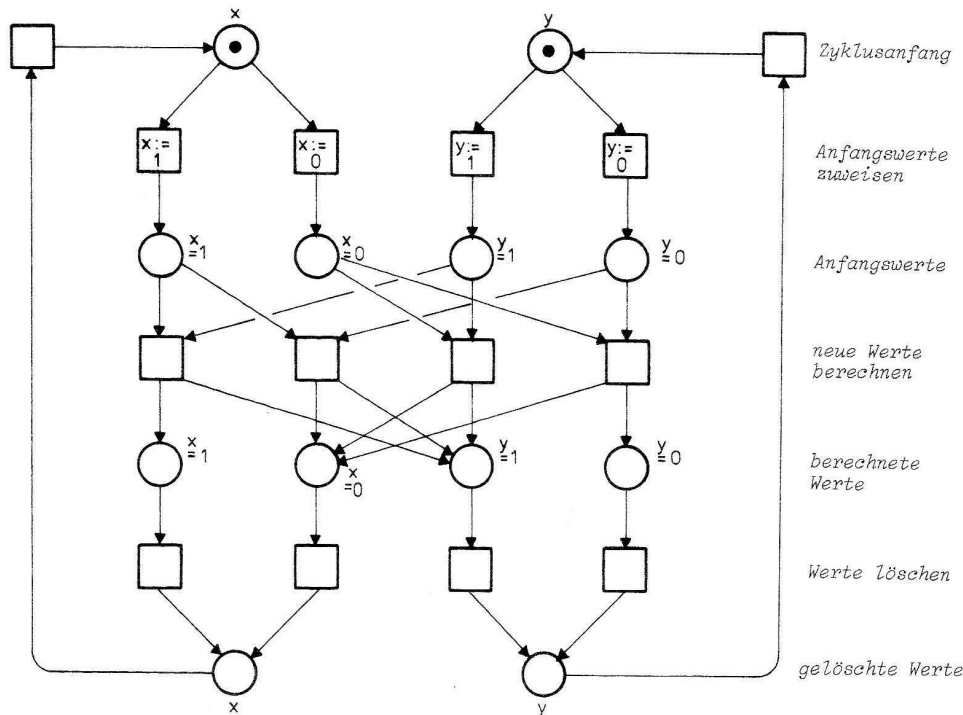 x
y
Zyklusanfang
x:=
1
x:=
0
y:=
1
y:=
0
Anfangswerte
zuweisen
x
=1
x
=0
y
=1
y
=0
Anfangswerte
neue Werte
berechnen
x
=1
x
=0
y
=1
y
=0
berechnete
Werte
Werte löschen
gelöschte Werte
x
y